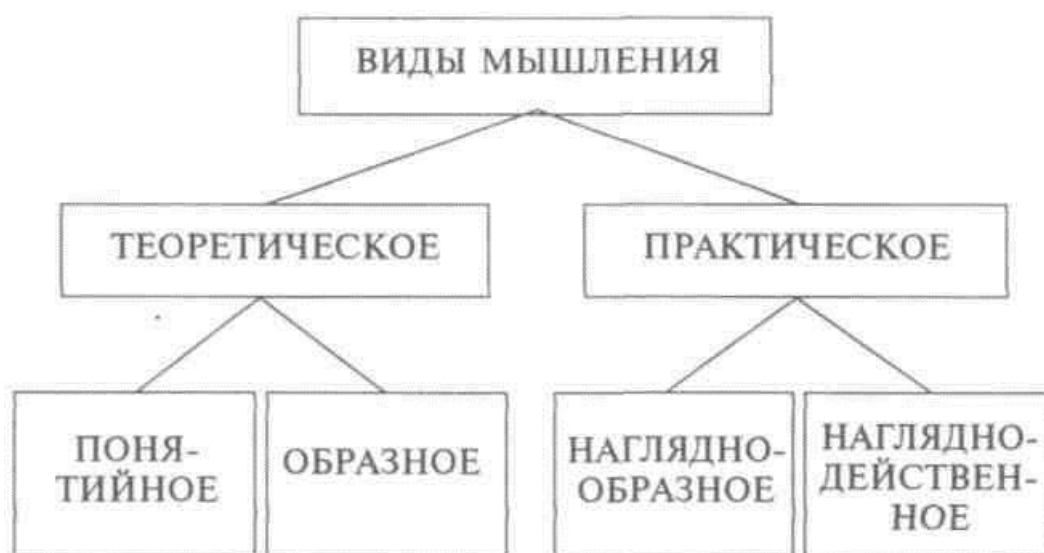 ВИДЫ МЫШЛЕНИЯ
ТЕОРЕТИЧЕСКОЕ
ПРАКТИЧЕСКОЕ
ПОНЯ-
ТИЙНОЕ
ОБРАЗНОЕ
НАГЛЯДНО-
ОБРАЗНОЕ
НАГЛЯДНО-
ДЕЙСТВЕН-
НОЕ